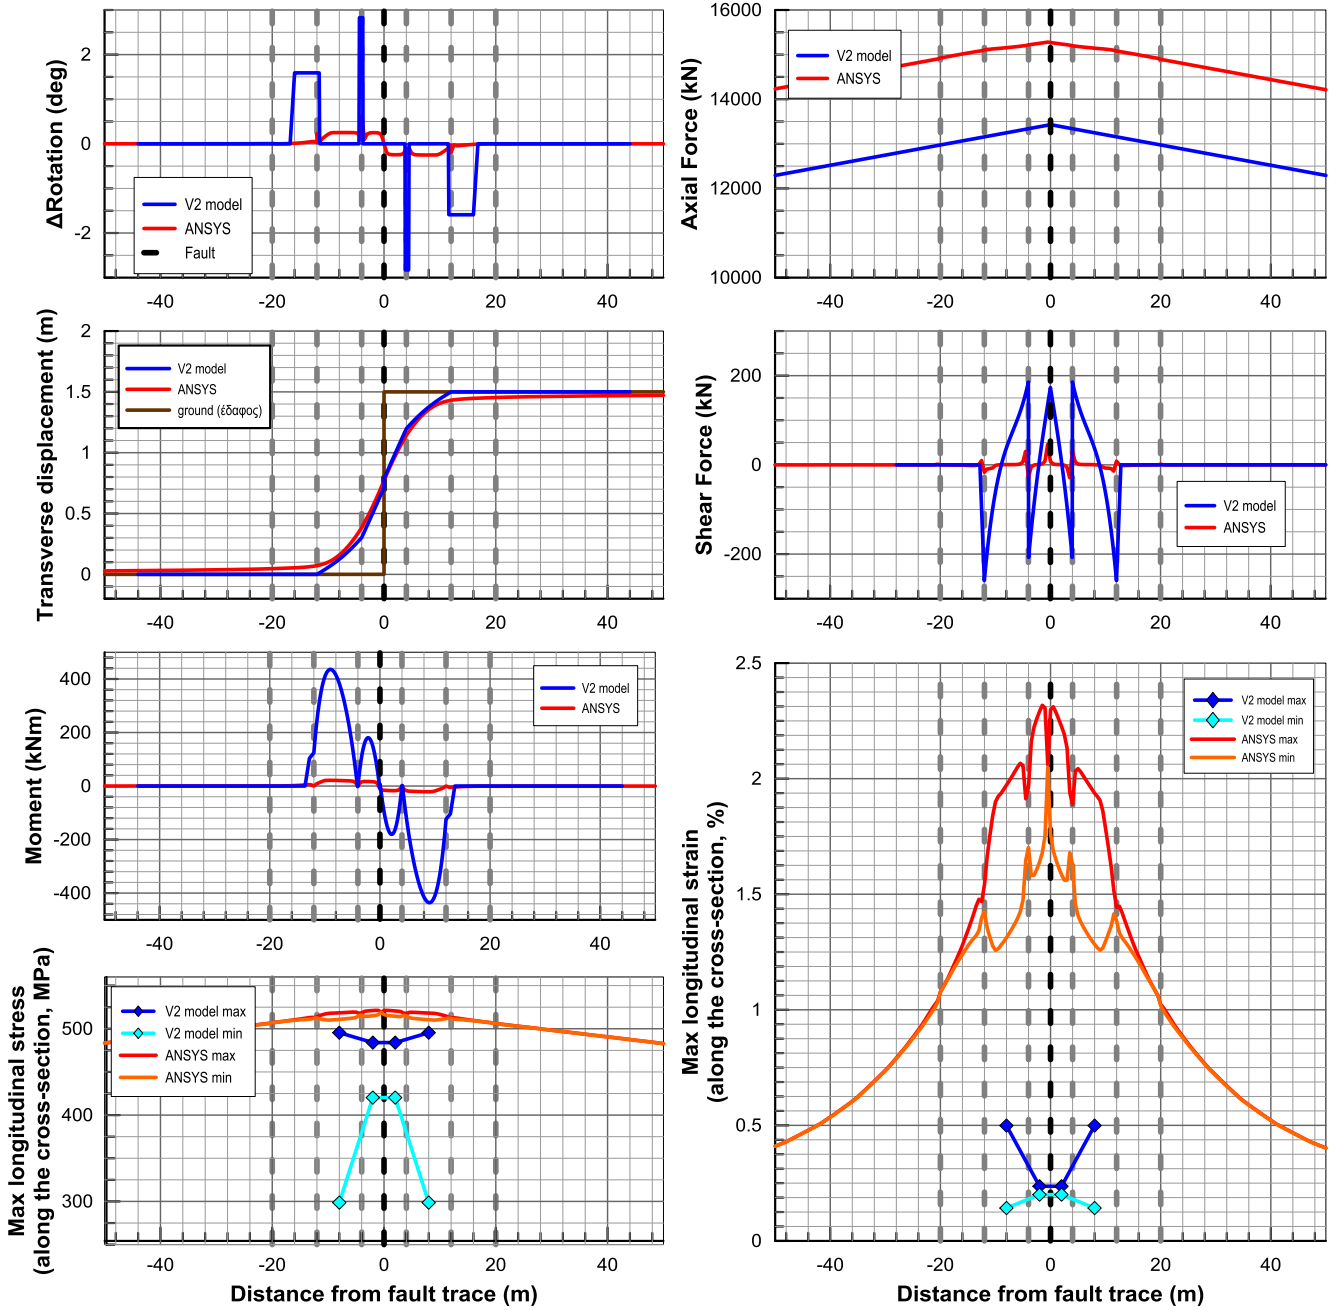 2
0
-2
ΔRotation (deg)
V2 model
ANSYS
Fault
-40
-20
0
20
40
16000
14000
12000
10000
Axial Force (kN)
V2 model
ANSYS
-40
-20
0
20
40
2
1.5
1
0.5
0
Transverse displacement (m)
V2 model
ANSYS
ground (έδαφος)
-40
-20
0
20
40
200
0
-200
Shear Force (kN)
V2 model
ANSYS
-40
-20
0
20
40
400
200
0
-200
-400
Moment (kNm)
V2 model
ANSYS
-40
-20
0
20
40
500
400
300
Max longitudinal stress
(along the cross-section, MPa)
V2 model max
V2 model min
ANSYS max
ANSYS min
-40
-20
0
20
40
Distance from fault trace (m)
2.5
2
1.5
1
0.5
0
Max longitudinal strain
(along the cross-section, %)
V2 model max
V2 model min
ANSYS max
ANSYS min
-40
-20
0
20
40
Distance from fault trace (m)